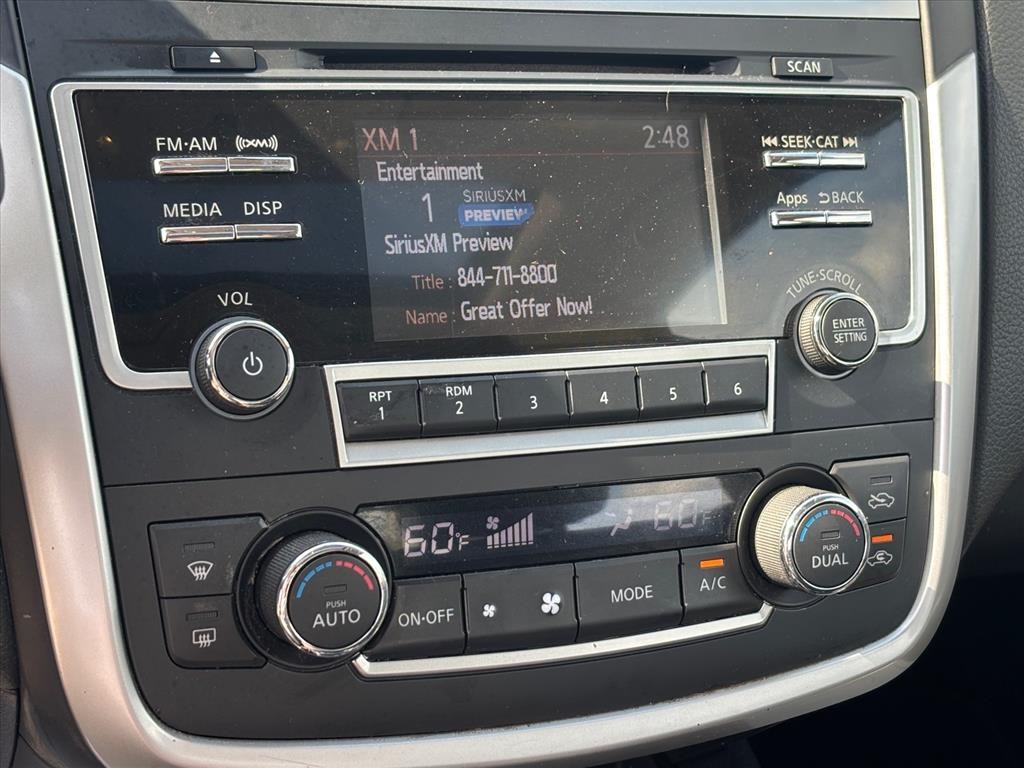 SCAN
FM·AM ((XM))
MEDIA DISP
VOL
XM 1 2:48
Entertainment
1 SIRIUSXM
PREVIEW
SiriusXM Preview
Title : 844-711-8800
Name : Great Offer Now!
SEEK·CAT
Apps BACK
TUNE·SCROLL
ENTER
SETTING
RPT
1
RDM
2
3
4
5
6
60°F
60°F
PUSH
AUTO
ON·OFF
MODE
A/C
PUSH
DUAL